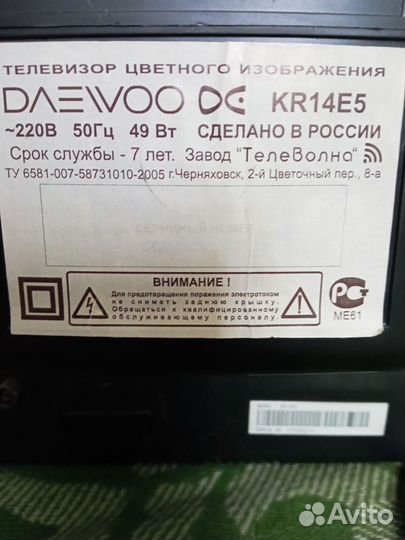 ТЕЛЕВИЗОР ЦВЕТНОГО ИЗОБРАЖЕНИЯ
DAEWOO DE KR14E5
~220В 50Гц 49 Вт СДЕЛАНО В РОССИИ
Срок службы - 7 лет. Завод "Телеволна"
ТУ 6581-007-58731010-2005 г.Черняховск, 2-й Цветочный пер., 8-а
СЕРИЙНЫЙ НОМЕР
ВНИМАНИЕ !
Для предотвращения поражения электротоком
не снимать заднюю крышку.
Обращаться к квалифицированному
обслуживающему персоналу.
РСТ
МЕ61
Avito